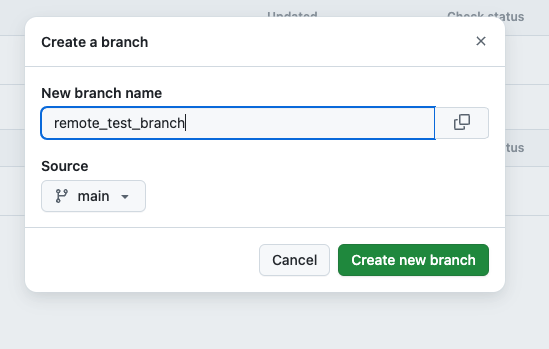 Updated
Check status
Create a branch
New branch name
remote_test_branch
tus
Source
main
Cancel
Create new branch